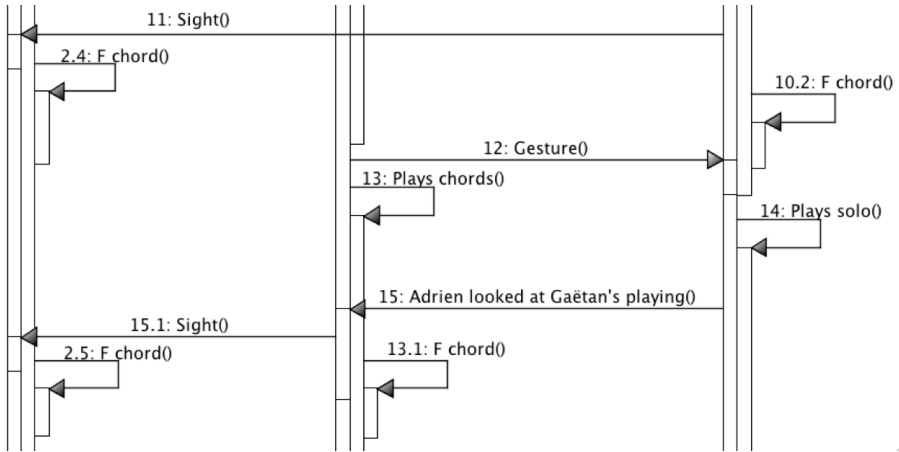 11: Sight()
2.4: F chord()
10.2: F chord()
12: Gesture()
13: Plays chords()
14: Plays solo()
15: Adrien looked at Gaëtan's playing()
15.1: Sight()
2.5: F chord()
13.1: F chord()